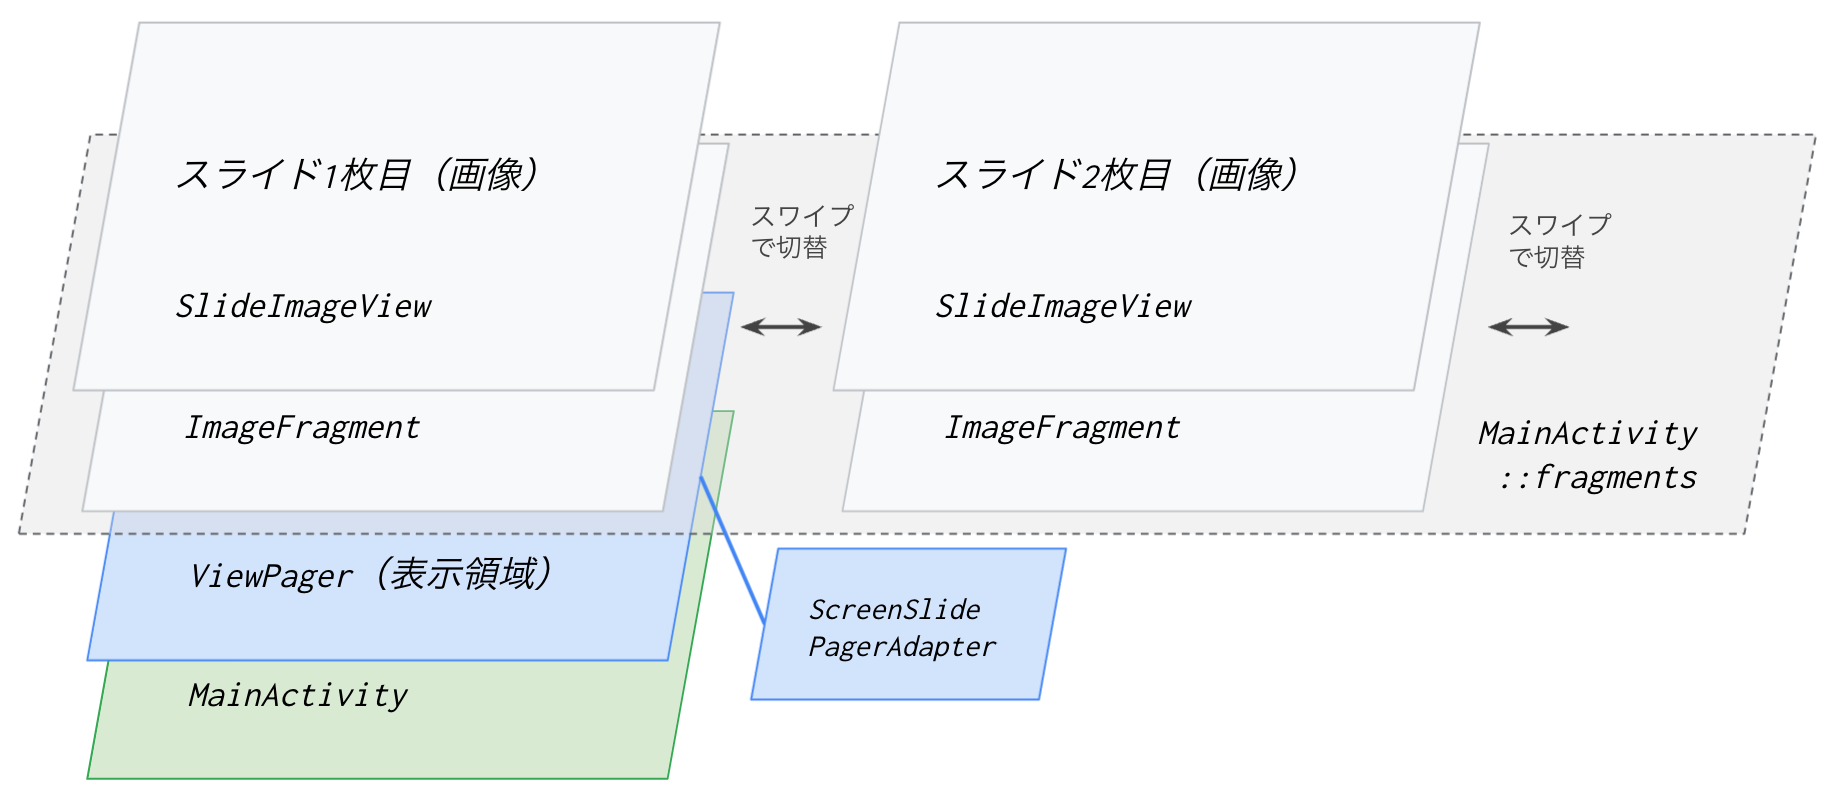 スライド1枚目（画像）
SlideImageView
ImageFragment
ViewPager（表示領域）
MainActivity
スワイプ
で切替
スライド2枚目（画像）
SlideImageView
ImageFragment
スワイプ
で切替
MainActivity
::fragments
ScreenSlide
PagerAdapter